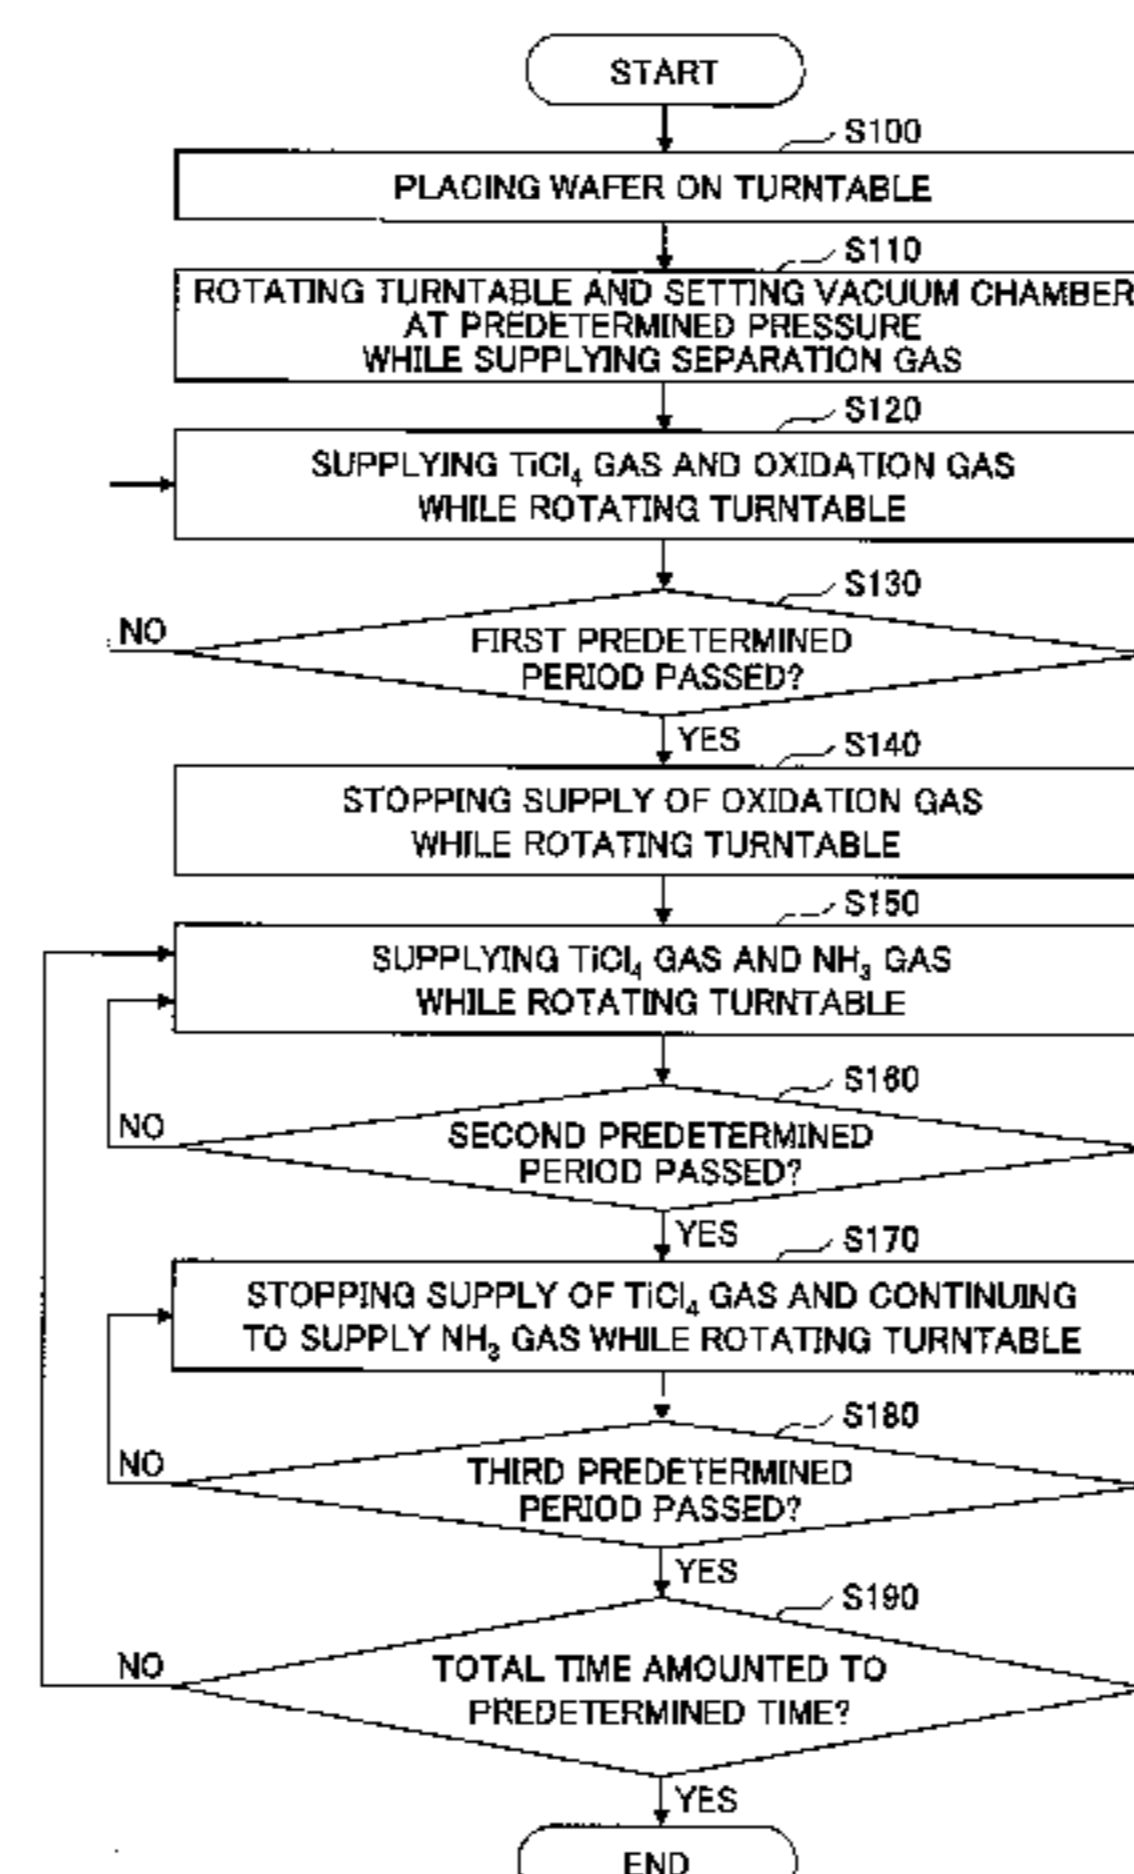 START
S100
PLACING WAFER ON TURNTABLE
S110
ROTATING TURNTABLE AND SETTING VACUUM CHAMBER
AT PREDETERMINED PRESSURE
WHILE SUPPLYING SEPARATION GAS
S120
SUPPLYING TiCl₄ GAS AND OXIDATION GAS
WHILE ROTATING TURNTABLE
S130
NO
FIRST PREDETERMINED
PERIOD PASSED?
YES
S140
STOPPING SUPPLY OF OXIDATION GAS
WHILE ROTATING TURNTABLE
S150
SUPPLYING TiCl₄ GAS AND NH₃ GAS
WHILE ROTATING TURNTABLE
S160
NO
SECOND PREDETERMINED
PERIOD PASSED?
YES
S170
STOPPING SUPPLY OF TiCl₄ GAS AND CONTINUING
TO SUPPLY NH₃ GAS WHILE ROTATING TURNTABLE
S180
NO
THIRD PREDETERMINED
PERIOD PASSED?
YES
S190
NO
TOTAL TIME AMOUNTED TO
PREDETERMINED TIME?
YES
END